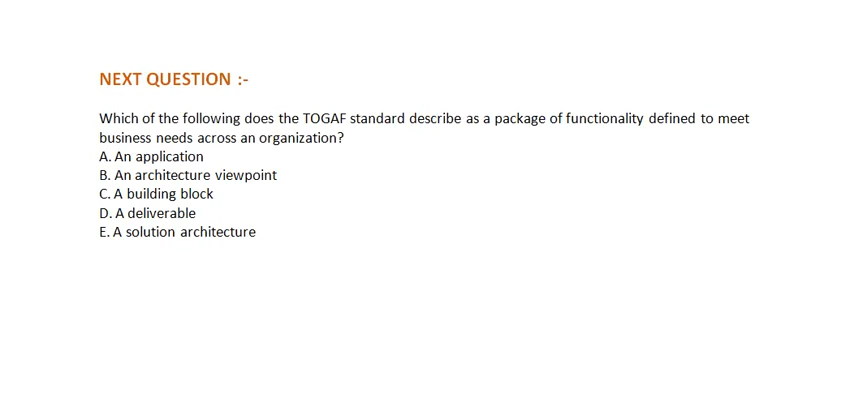 NEXT QUESTION :-
Which of the following does the TOGAF standard describe as a package of functionality defined to meet
business needs across an organization?
A. An application
B. An architecture viewpoint
C. A building block
D. A deliverable
E. A solution architecture